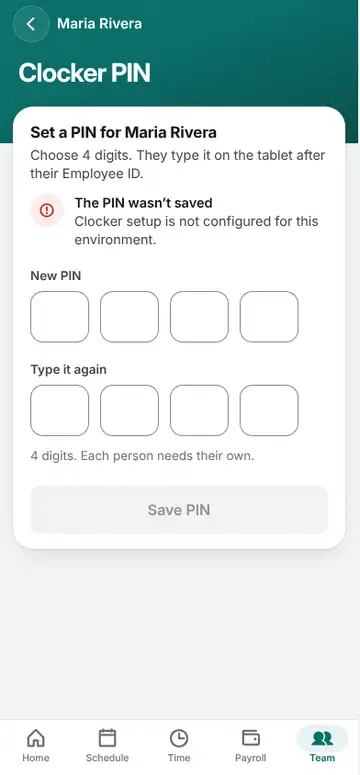 Maria Rivera
Clocker PIN
Set a PIN for Maria Rivera
Choose 4 digits. They type it on the tablet after
their Employee ID.
The PIN wasn’t saved
Clocker setup is not configured for this
environment.
New PIN
Type it again
4 digits. Each person needs their own.
Save PIN
Home
Schedule
Time
Payroll
Team